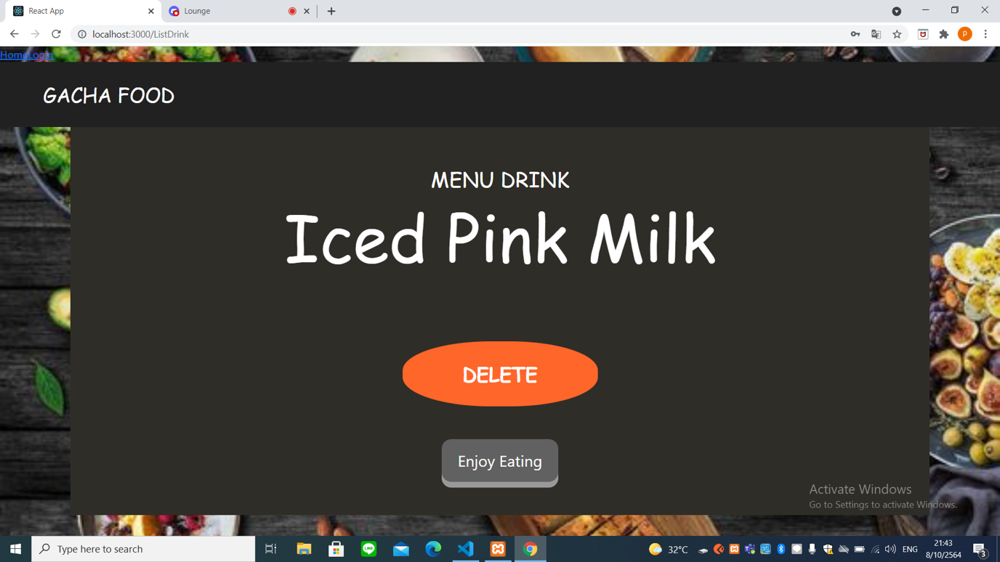 React App
Lounge
localhost:3000/ListDrink
P
HomeLogin
GACHA FOOD
MENU DRINK
Iced Pink Milk
DELETE
Enjoy Eating
Activate Windows
Go to Settings to activate Windows.
Type here to search
LINE
32°C
ENG
21:43
8/10/2564
3